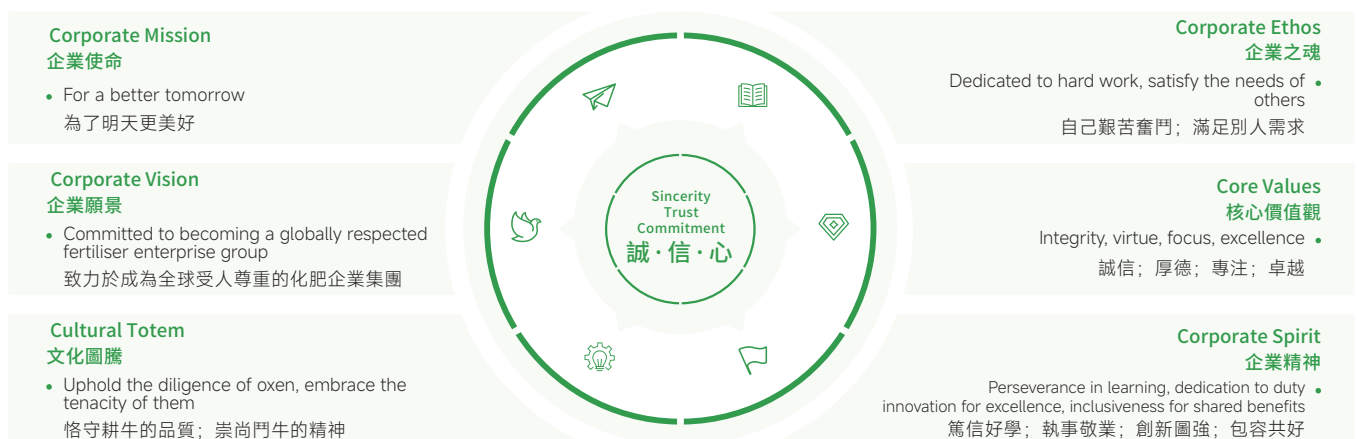 Corporate Mission
企業使命
• For a better tomorrow
為了明天更美好
Corporate Vision
企業願景
• Committed to becoming a globally respected
fertiliser enterprise group
致力於成為全球受人尊重的化肥企業集團
Cultural Totem
文化圖騰
• Uphold the diligence of oxen, embrace the
tenacity of them
恪守耕牛的品質；崇尚鬥牛的精神
Sincerity
Trust
Commitment
誠·信·心
Corporate Ethos
企業之魂
Dedicated to hard work, satisfy the needs of •
others
自己艱苦奮鬥；滿足別人需求
Core Values
核心價值觀
Integrity, virtue, focus, excellence •
誠信；厚德；專注；卓越
Corporate Spirit
企業精神
Perseverance in learning, dedication to duty •
innovation for excellence, inclusiveness for shared benefits
篤信好學；執事敬業；創新圖強；包容共好